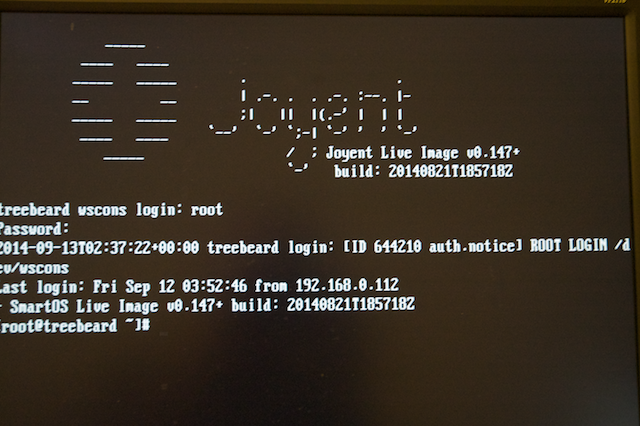 Joyent
Joyent Live Image v0.147+
build: 20140821T185718Z
treebeard wscons login: root
Password:
2014-09-13T02:37:22+00:00 treebeard login: [ID 644210 auth.notice] ROOT LOGIN /d
ev/wscons
Last login: Fri Sep 12 03:52:46 from 192.168.0.112
- SmartOS Live Image v0.147+ build: 20140821T185718Z
[root@treebeard ~]#